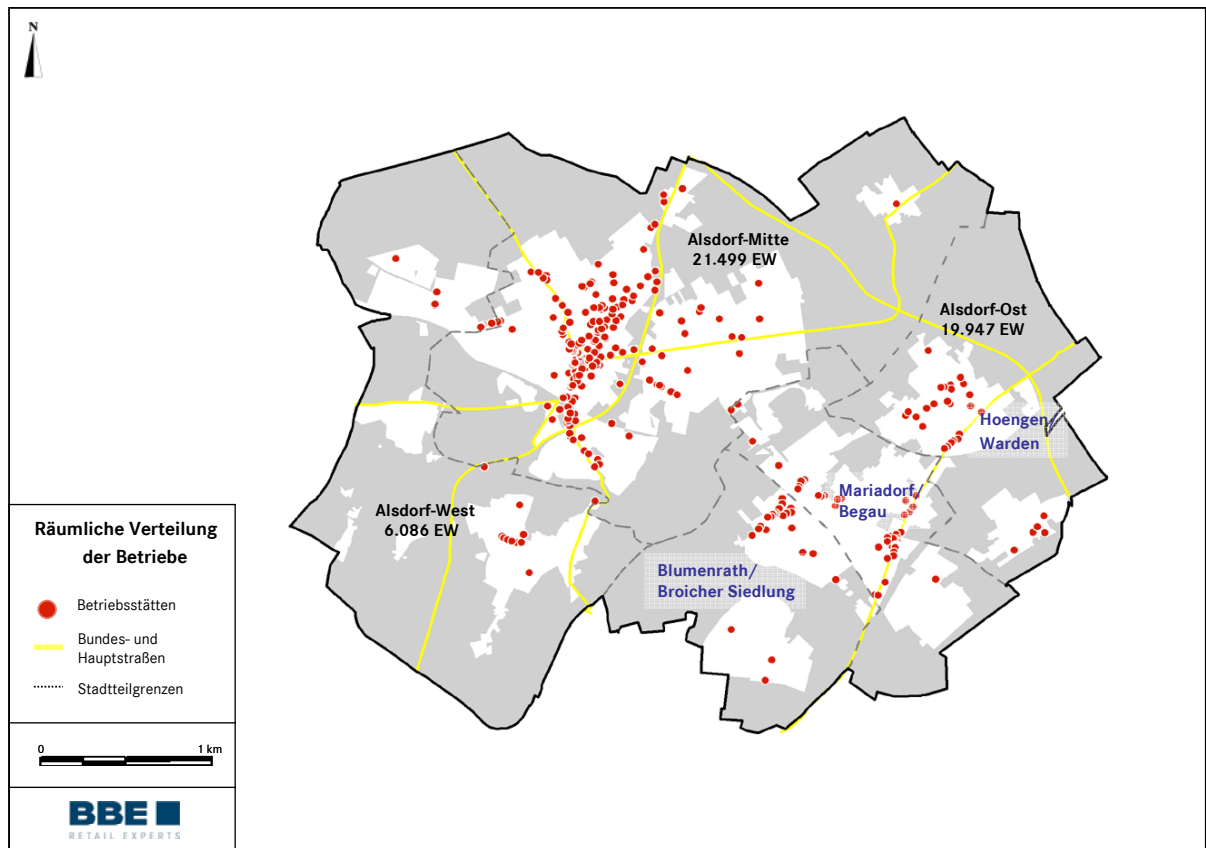 N
Alsdorf-Mitte
21.499 EW
Alsdorf-Ost
19.947 EW
Hoengen/
Warden
Mariadorf/
Begau
Alsdorf-West
6.086 EW
Blumenrath/
Broicher Siedlung
Räumliche Verteilung
der Betriebe
Betriebsstätten
Bundes- und
Hauptstraßen
Stadtteilgrenzen
0 1 km
BBE
RETAIL EXPERTS